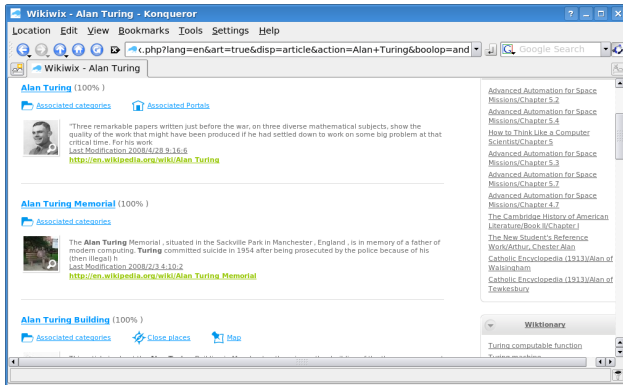 Wikiwix - Alan Turing - Konqueror
Location Edit View Bookmarks Tools Settings Help
‹.php?lang=en&art=true&disp=article&action=Alan+Turing&boolop=and
Google Search
Wikiwix - Alan Turing
Alan Turing (100% )
Associated categories Associated Portals
"Three remarkable papers written just before the war, on three diverse mathematical subjects, show the
quality of the work that might have been produced if he had settled down to work on some big problem at that
critical time. For his work
Last Modification 2008/4/28 9:16:6
http://en.wikipedia.org/wiki/Alan Turing
Alan Turing Memorial (100% )
Associated categories
The Alan Turing Memorial , situated in the Sackville Park in Manchester , England , is in memory of a father of
modern computing. Turing committed suicide in 1954 after being prosecuted by the police because of his
(then illegal) h
Last Modification 2008/2/3 4:10:2
http://en.wikipedia.org/wiki/Alan Turing Memorial
Alan Turing Building (100% )
Associated categories Close places Map
Advanced Automation for Space
Missions/Chapter 5.2
Advanced Automation for Space
Missions/Chapter 5.4
How to Think Like a Computer
Scientist/Chapter 5
Advanced Automation for Space
Missions/Chapter 5.3
Advanced Automation for Space
Missions/Chapter 5.7
Advanced Automation for Space
Missions/Chapter 4.7
The Cambridge History of American
Literature/Book II/Chapter I
The New Student's Reference
Work/Arthur, Chester Alan
Catholic Encyclopedia (1913)/Alan of
Walsingham
Catholic Encyclopedia (1913)/Alan of
Tewkesbury
Wiktionary
Turing computable function
Turing machine